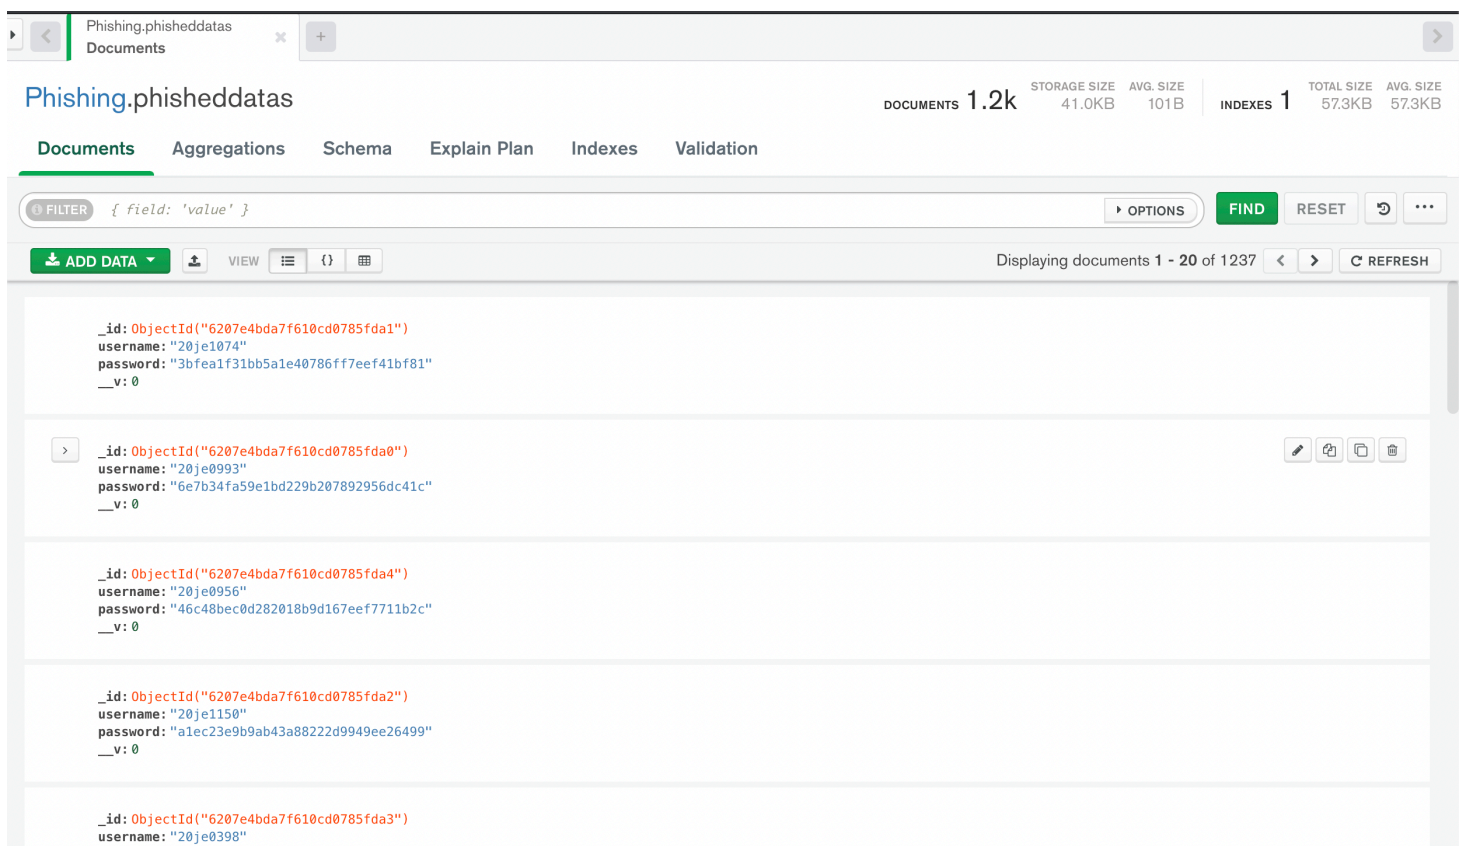 Phishing.phisheddatas
Documents
Phishing.phisheddatas
DOCUMENTS 1.2k
STORAGE SIZE AVG. SIZE
41.0KB 101B
INDEXES 1
TOTAL SIZE AVG. SIZE
57.3KB 57.3KB
Documents Aggregations Schema Explain Plan Indexes Validation
FILTER { field: 'value' } OPTIONS FIND RESET ...
ADD DATA VIEW {} Displaying documents 1 - 20 of 1237 < > REFRESH
_id: ObjectId("6207e4bda7f610cd0785fda1")
username: "20je1074"
password: "3bfea1f31bb5a1e40786ff7eef41bf81"
__v: 0
_id: ObjectId("6207e4bda7f610cd0785fda0")
username: "20je0993"
password: "6e7b34fa59e1bd229b207892956dc41c"
__v: 0
_id: ObjectId("6207e4bda7f610cd0785fda4")
username: "20je0956"
password: "46c48bec0d282018b9d167eef7711b2c"
__v: 0
_id: ObjectId("6207e4bda7f610cd0785fda2")
username: "20je1150"
password: "a1ec23e9b9ab43a88222d9949ee26499"
__v: 0
_id: ObjectId("6207e4bda7f610cd0785fda3")
username: "20je0398"